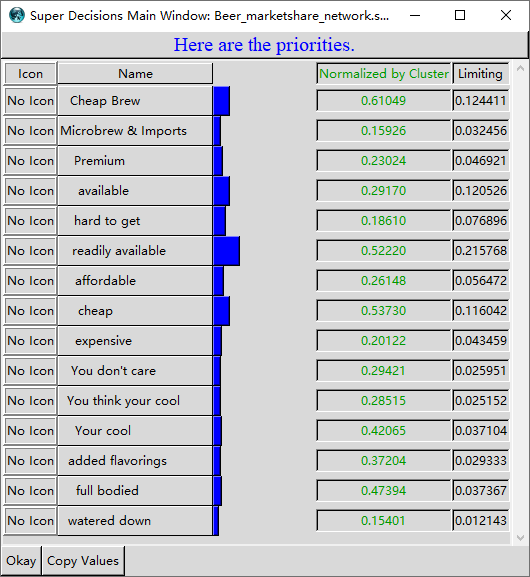 Super Decisions Main Window: Beer_marketshare_network.s...
Here are the priorities.
Icon Name Normalized by Cluster Limiting
No Icon Cheap Brew 0.61049 0.124411
No Icon Microbrew & Imports 0.15926 0.032456
No Icon Premium 0.23024 0.046921
No Icon available 0.29170 0.120526
No Icon hard to get 0.18610 0.076896
No Icon readily available 0.52220 0.215768
No Icon affordable 0.26148 0.056472
No Icon cheap 0.53730 0.116042
No Icon expensive 0.20122 0.043459
No Icon You don't care 0.29421 0.025951
No Icon You think your cool 0.28515 0.025152
No Icon Your cool 0.42065 0.037104
No Icon added flavorings 0.37204 0.029333
No Icon full bodied 0.47394 0.037367
No Icon watered down 0.15401 0.012143
Okay Copy Values